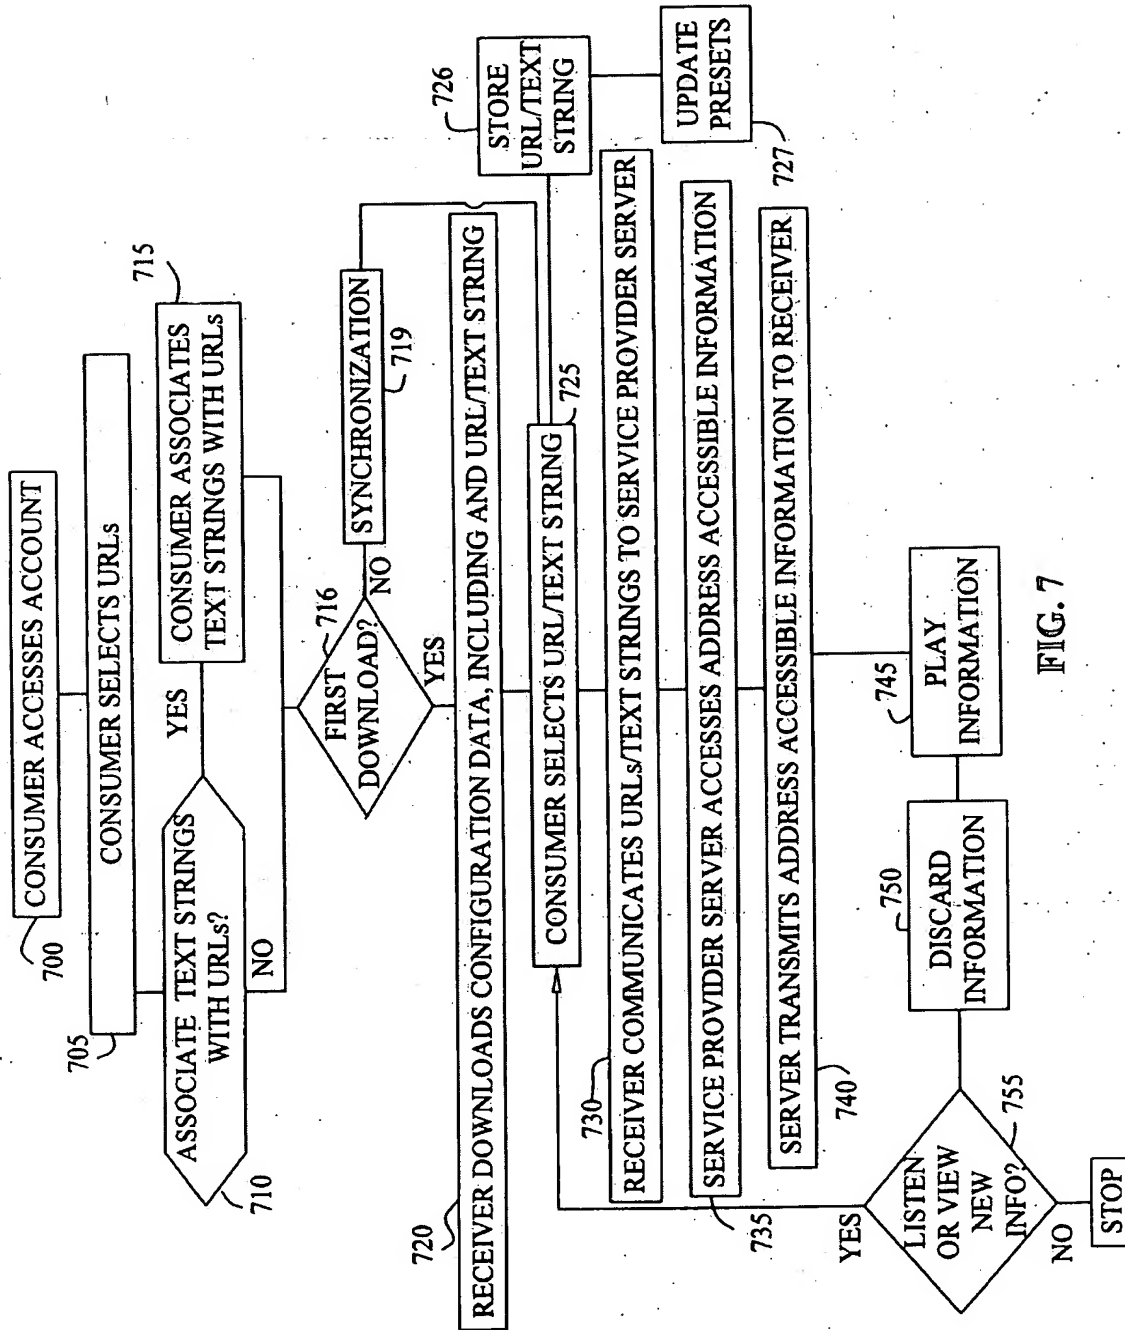 CONSUMER ACCESSES ACCOUNT
700
CONSUMER SELECTS URLs
705
ASSOCIATE TEXT STRINGS
WITH URLs?
710
YES
NO
CONSUMER ASSOCIATES
TEXT STRINGS WITH URLs
715
FIRST
DOWNLOAD?
716
NO
YES
SYNCHRONIZATION
719
RECEIVER DOWNLOADS CONFIGURATION DATA, INCLUDING AND URL/TEXT STRING
720
CONSUMER SELECTS URL/TEXT STRING
725
STORE
URL/TEXT
STRING
726
UPDATE
PRESETS
727
RECEIVER COMMUNICATES URLs/TEXT STRINGS TO SERVICE PROVIDER SERVER
730
SERVICE PROVIDER SERVER ACCESSES ADDRESS ACCESSIBLE INFORMATION
735
SERVER TRANSMITS ADDRESS ACCESSIBLE INFORMATION TO RECEIVER
740
PLAY
INFORMATION
745
DISCARD
INFORMATION
750
LISTEN
OR VIEW
NEW
INFO?
755
YES
NO
STOP
FIG. 7